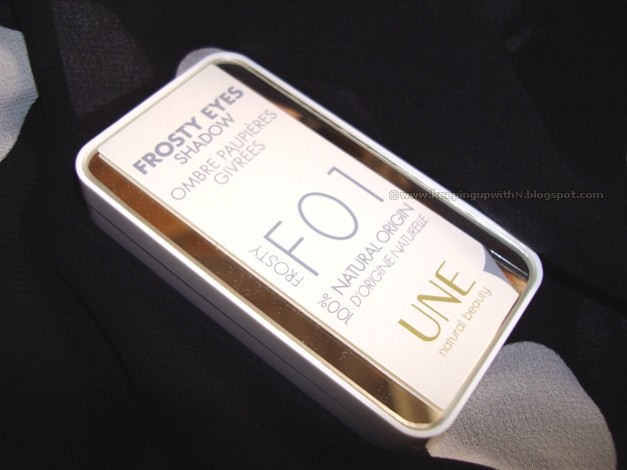 FROSTY EYES
SHADOW
OMBRE PAUPIÈRES
GIVRÉES
FROSTY
F01
100% NATURAL ORIGIN
D'ORIGINE NATURELLE
UNE
natural beauty
©www.keepingupwithN.blogspot.com